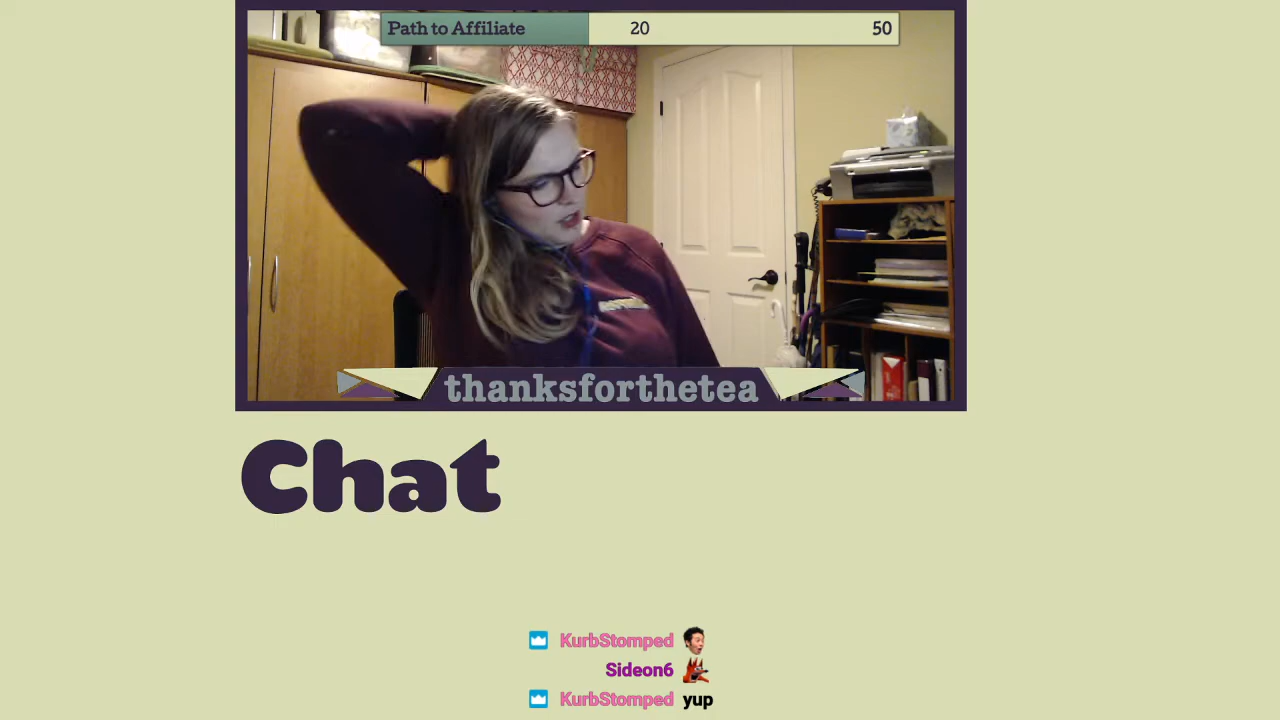 Path to Affiliate 20 50
thanksforthetea
Chat
KurbStomped
Sideon6
KurbStomped yup